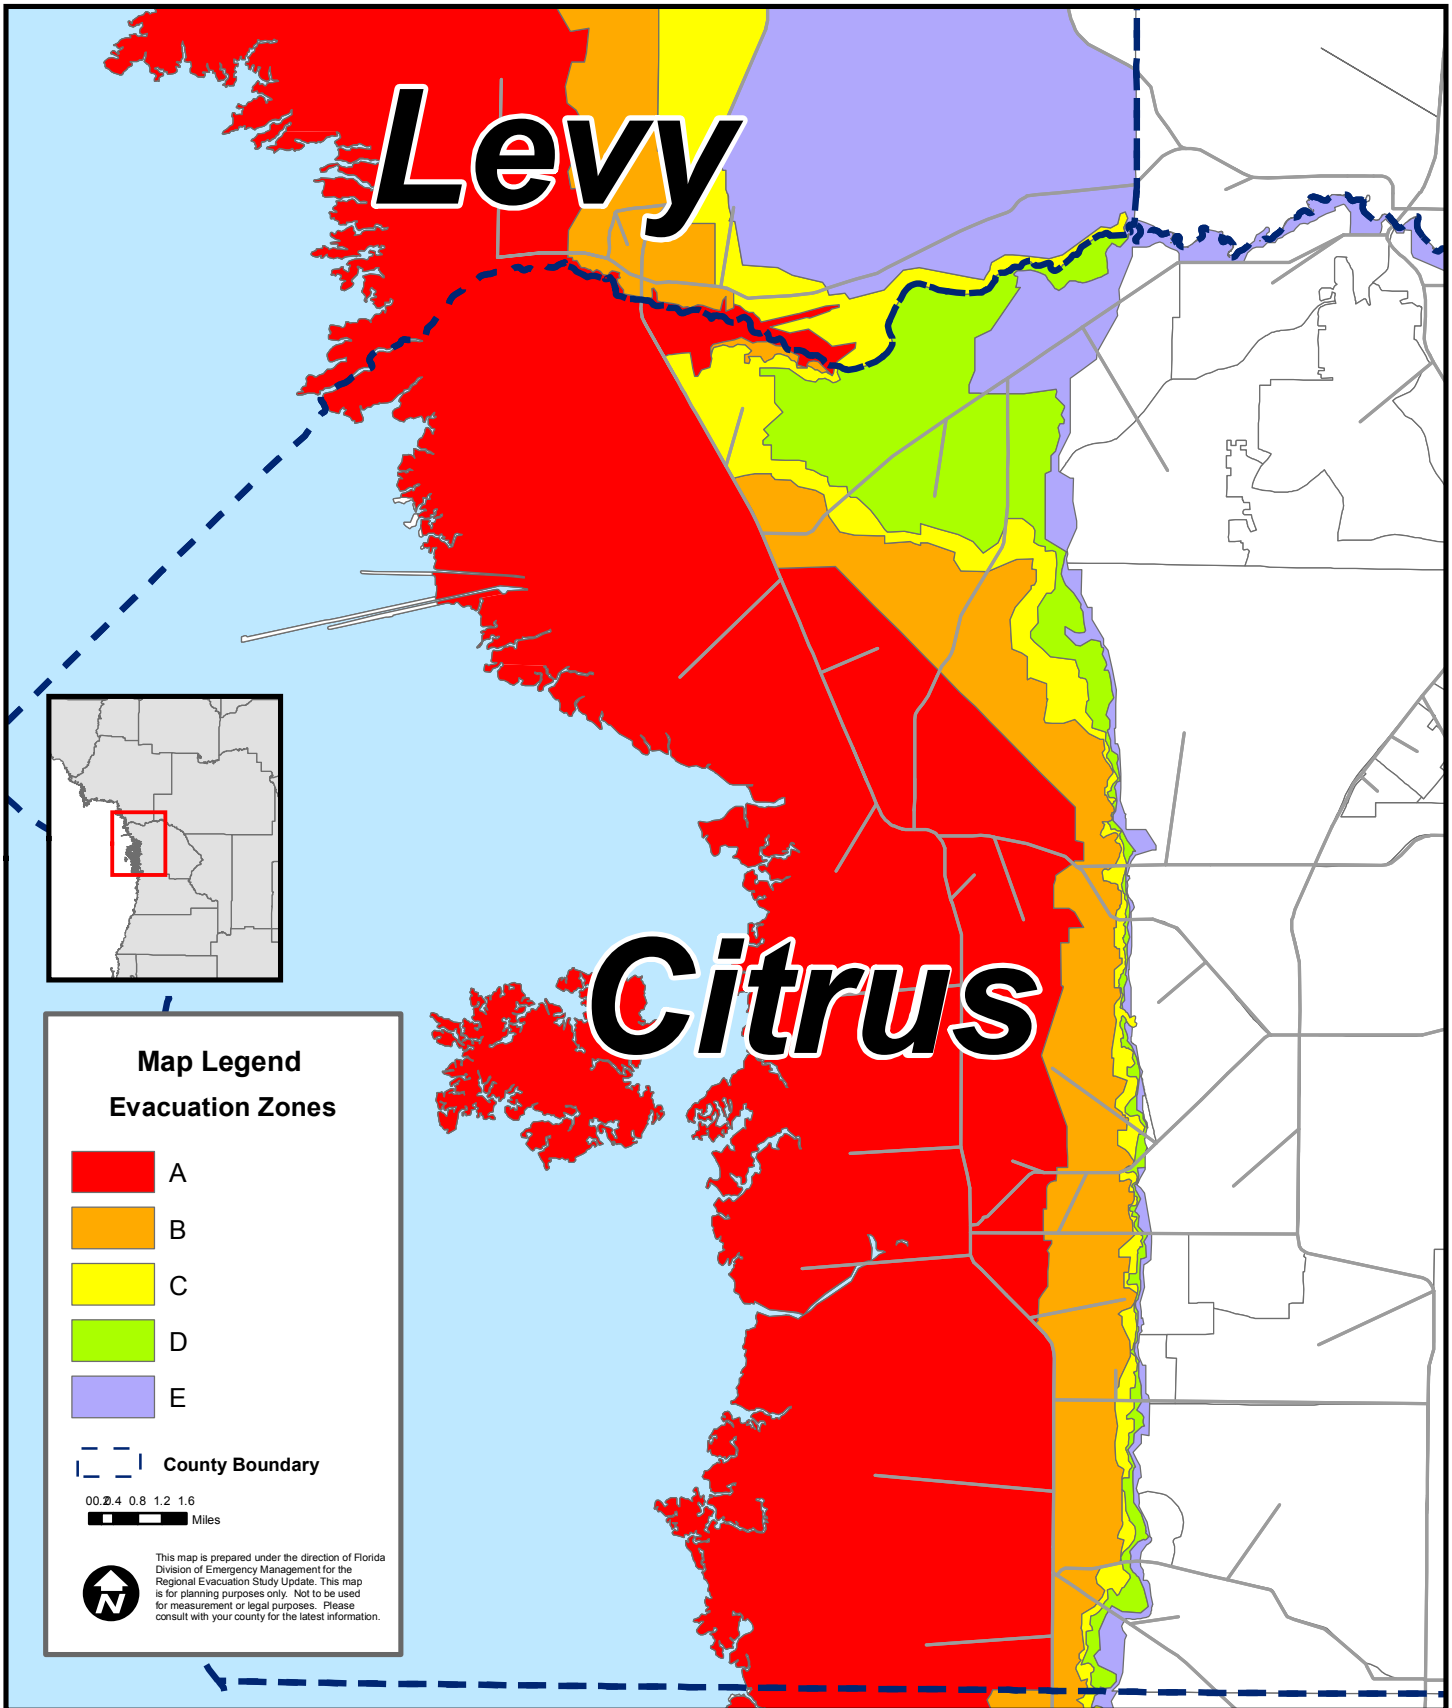 Levy
Citrus
Map Legend
Evacuation Zones
A
B
C
D
E
County Boundary
00.20.4 0.8 1.2 1.6
Miles
N
This map is prepared under the direction of Florida
Division of Emergency Management for the
Regional Evacuation Study Update. This map
is for planning purposes only. Not to be used
for measurement or legal purposes. Please
consult with your county for the latest information.